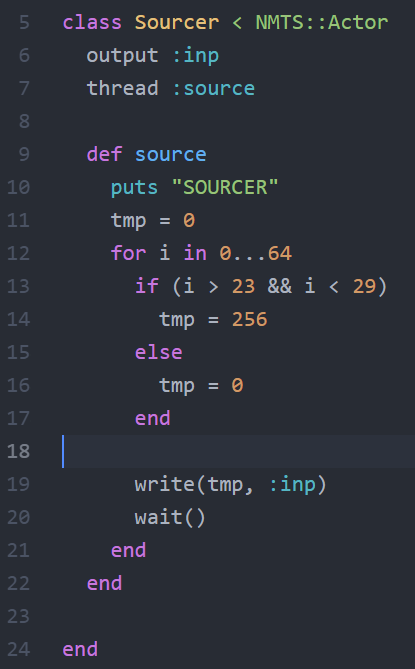 5 class Sourcer < NMTS::Actor
6   output :inp
7   thread :source
8
9   def source
10     puts "SOURCER"
11     tmp = 0
12     for i in 0...64
13       if (i > 23 && i < 29)
14         tmp = 256
15       else
16         tmp = 0
17       end
18
19       write(tmp, :inp)
20       wait()
21     end
22   end
23
24 end